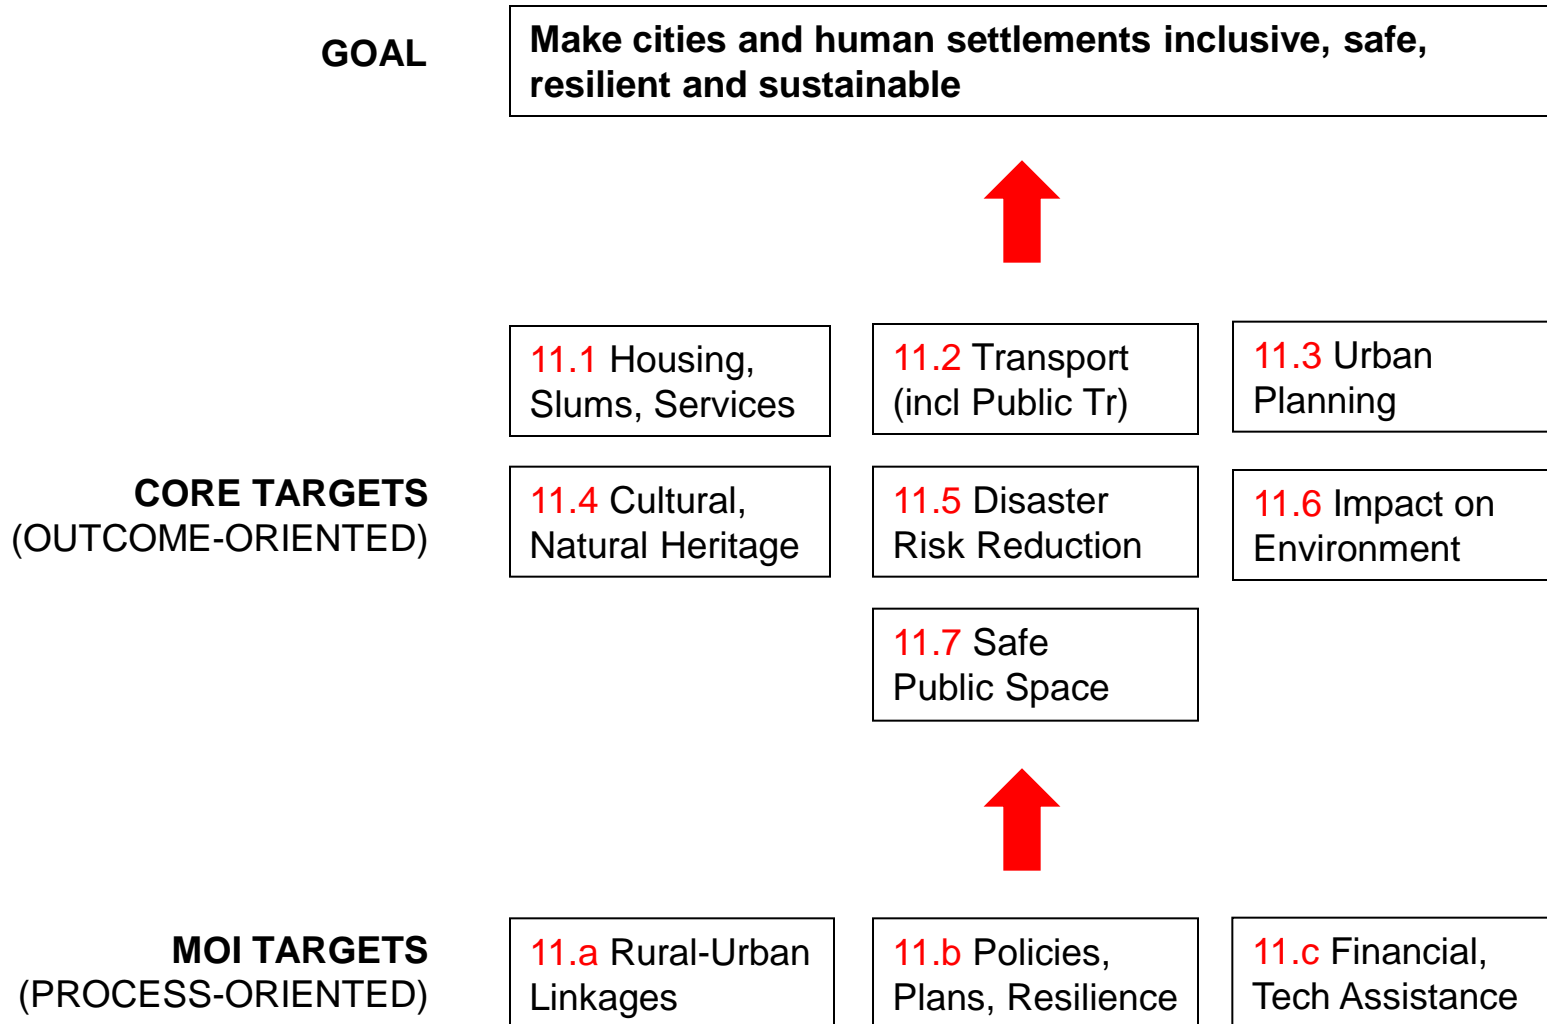 GOAL
Make cities and human settlements inclusive, safe,
resilient and sustainable
11.1 Housing,
Slums, Services
11.2 Transport
(incl Public Tr)
11.3 Urban
Planning
CORE TARGETS
(OUTCOME-ORIENTED)
11.4 Cultural,
Natural Heritage
11.5 Disaster
Risk Reduction
11.6 Impact on
Environment
11.7 Safe
Public Space
MOI TARGETS
(PROCESS-ORIENTED)
11.a Rural-Urban
Linkages
11.b Policies,
Plans, Resilience
11.c Financial,
Tech Assistance